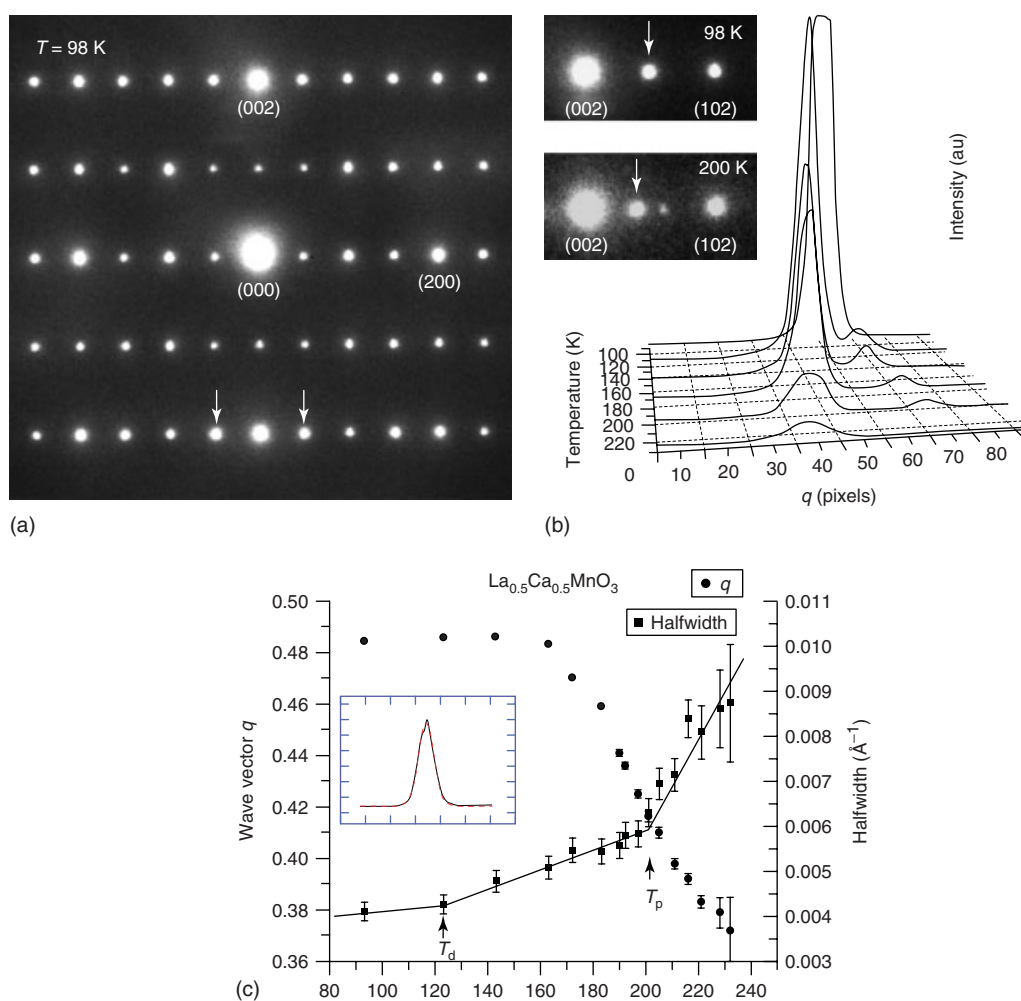 T = 98 K
(002)
(000)
(200)
(a)
98 K
(002)
(102)
200 K
(002)
(102)
Intensity (au)
Temperature (K)
100
120
140
160
180
200
220
0 10 20 30 40 50 60 70 80
q (pixels)
(b)
La0.5Ca0.5MnO3
q
Halfwidth
Wave vector q
0.50
0.48
0.46
0.44
0.42
0.40
0.38
0.36
Halfwidth (Å−1)
0.011
0.010
0.009
0.008
0.007
0.006
0.005
0.004
0.003
Td
Tp
80 100 120 140 160 180 200 220 240
(c)